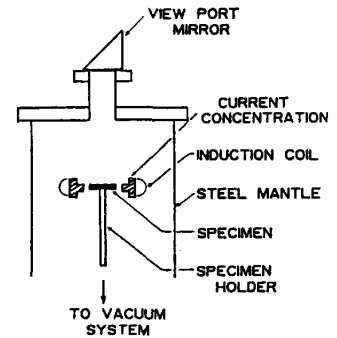 VIEW PORT
MIRROR
CURRENT
CONCENTRATION
INDUCTION COIL
STEEL MANTLE
SPECIMEN
SPECIMEN
HOLDER
TO VACUUM
SYSTEM